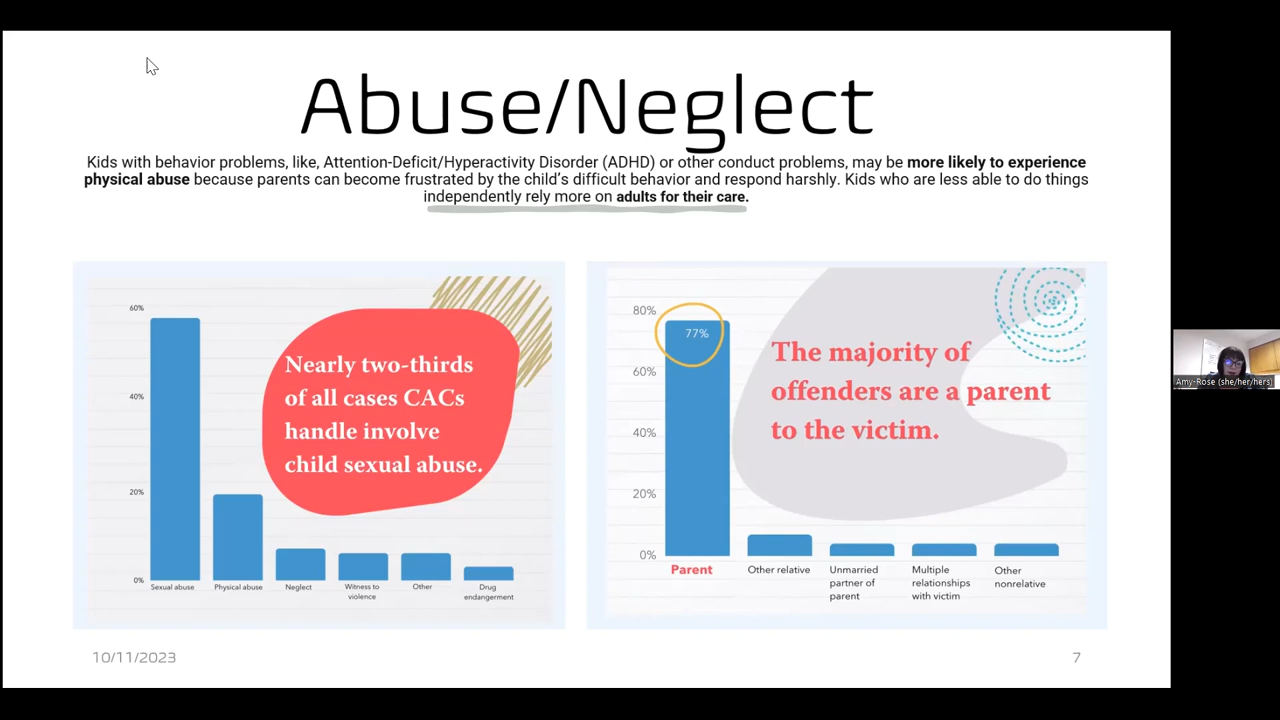 Abuse/Neglect
Kids with behavior problems, like, Attention-Deficit/Hyperactivity Disorder (ADHD) or other conduct problems, may be more likely to experience
physical abuse because parents can become frustrated by the child's difficult behavior and respond harshly. Kids who are less able to do things
independently rely more on adults for their care.
60%
40%
20%
0%
Nearly two-thirds
of all cases CACs
handle involve
child sexual abuse.
Sexual abuse
Physical abuse
Neglect
Witness to
violence
Other
Drug
endangerment
80%
60%
40%
20%
0%
77%
The majority of
offenders are a parent
to the victim.
Parent
Other relative
Unmarried
partner of
parent
Multiple
relationships
with victim
Other
nonrelative
10/11/2023
7
Amy-Rose (she/her/hers)